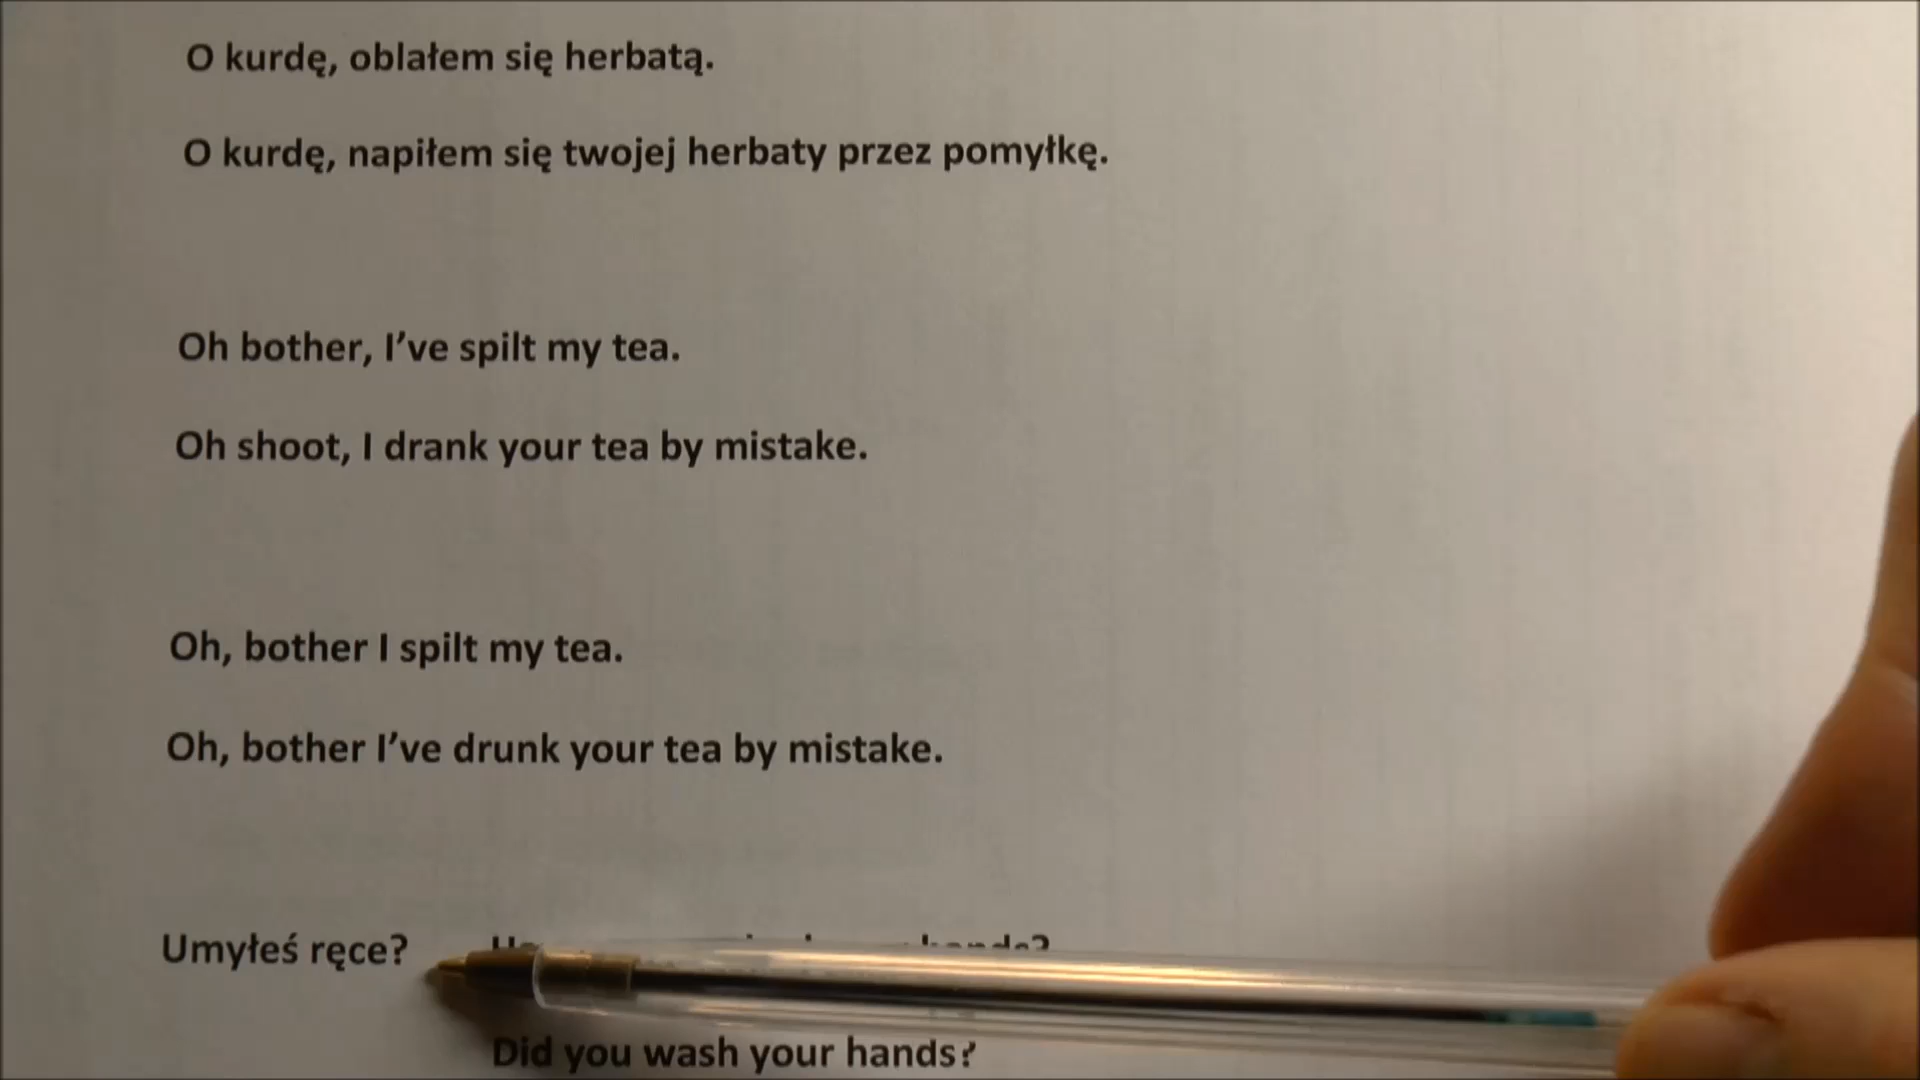 O kurdę, oblałem się herbatą.
O kurdę, napiłem się twojej herbaty przez pomyłkę.
Oh bother, I’ve spilt my tea.
Oh shoot, I drank your tea by mistake.
Oh, bother I spilt my tea.
Oh, bother I’ve drunk your tea by mistake.
Umyłeś ręce? hands?
Did you wash your hands?